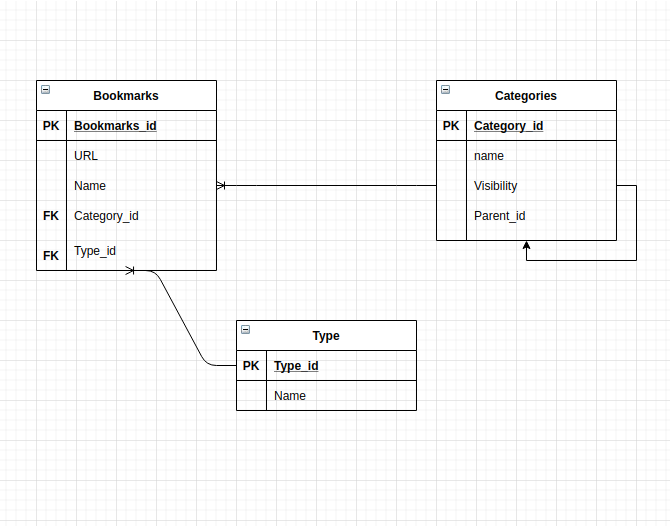 Bookmarks
PK Bookmarks_id
URL
Name
FK Category_id
FK Type_id
Categories
PK Category_id
name
Visibility
Parent_id
Type
PK Type_id
Name